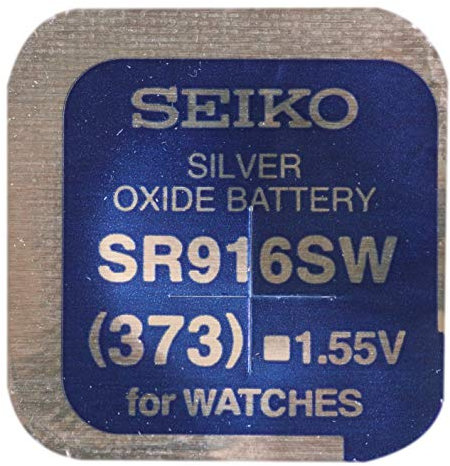 SEIKO
SILVER
OXIDE BATTERY
SR916SW
(373) ■1.55V
for WATCHES